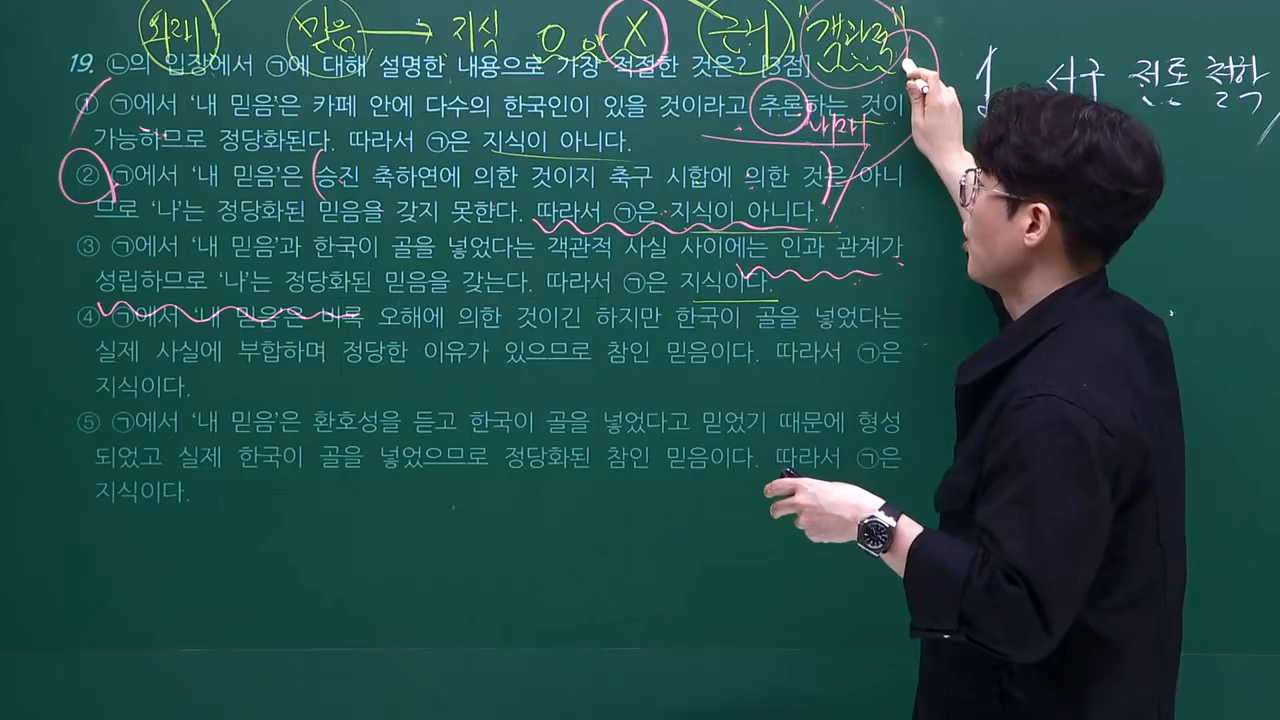 외래 믿음 → 지식 X 근거 "객관적"
19. ㉡의 입장에서 ㉠에 대해 설명한 내용으로 가장 적절한 것은? [3점]
서구 전통 철학
① ㉠에서 '내 믿음'은 카페 안에 다수의 한국인이 있을 것이라고 추론하는 것이
가능하므로 정당화된다. 따라서 ㉠은 지식이 아니다.
② ㉠에서 '내 믿음'은 승진 축하연에 의한 것이지 축구 시합에 의한 것은 아니
므로 '나'는 정당화된 믿음을 갖지 못한다. 따라서 ㉠은 지식이 아니다.
③ ㉠에서 '내 믿음'과 한국이 골을 넣었다는 객관적 사실 사이에는 인과 관계가
성립하므로 '나'는 정당화된 믿음을 갖는다. 따라서 ㉠은 지식이다.
④ ㉠에서 '내 믿음'은 비록 오해에 의한 것이긴 하지만 한국이 골을 넣었다는
실제 사실에 부합하며 정당한 이유가 있으므로 참인 믿음이다. 따라서 ㉠은
지식이다.
⑤ ㉠에서 '내 믿음'은 환호성을 듣고 한국이 골을 넣었다고 믿었기 때문에 형성
되었고 실제 한국이 골을 넣었으므로 정당화된 참인 믿음이다. 따라서 ㉠은
지식이다.